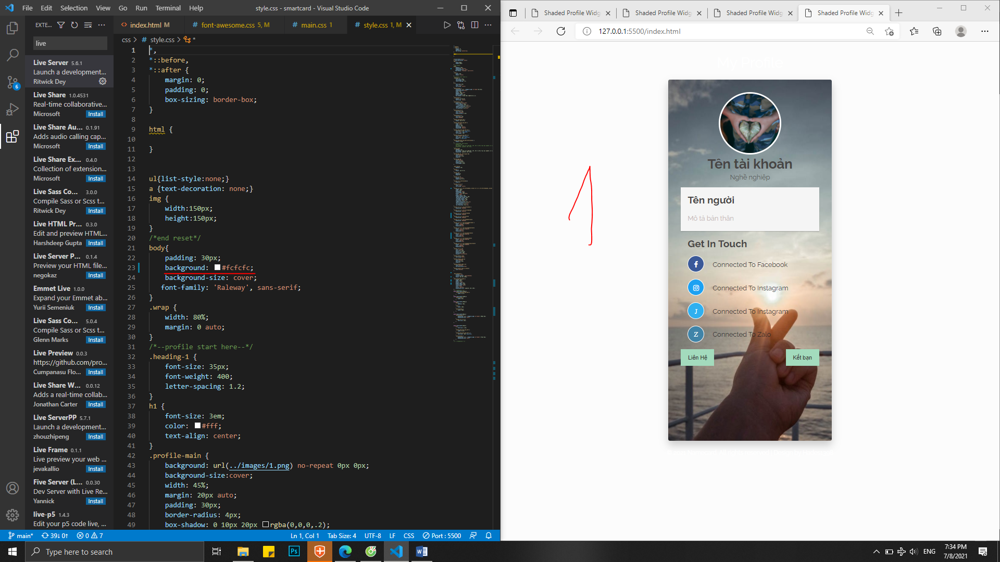 File Edit Selection View Go Run Terminal Help
style.css - smartcard - Visual Studio Code
EXTE...
live
Live Server 5.6.1
Launch a development...
Ritwick Dey
Live Share 1.0.4531
Real-time collaborative...
Microsoft Install
Live Share Au... 0.1.91
Adds audio calling cap...
Microsoft Install
Live Share Ex... 0.4.0
Collection of extension...
Microsoft Install
Live Sass Co... 3.0.0
Compile Sass or Scss t...
Ritwick Dey Install
Live HTML Pr... 0.3.0
Edit and preview HTML...
Harshdeep Gupta Install
Live Server P... 0.1.4
Preview your HTML file...
negokaz Install
Emmet Live 1.0.0
Expand your Emmet ab...
Yurii Semeniuk Install
Live Sass Co... 5.0.4
Compile Sass or Scss t...
Glenn Marks Install
Live Preview 0.0.3
https://github.com/pro...
Cumpanasu Flo... Install
Live Share W... 0.0.12
Adds a real-time collab...
Jonathan Carter Install
Live ServerPP 5.7.1
Launch a development...
zhouzhipeng Install
Live Frame 0.1.1
Live preview your web ...
jevakallio Install
Five Server (L... 0.0.30
Dev Server with Live Re...
Yannick Install
live-p5 1.4.3
Edit your p5 code live, ...
6
index.html M
font-awesome.css 5, M
main.css 1
style.css 1, M
css > style.css > *
1 *,
2 *::before,
3 *::after {
4 margin: 0;
5 padding: 0;
6 box-sizing: border-box;
7 }
8
9 html {
10
11 }
12
13
14 ul{list-style:none;}
15 a {text-decoration: none;}
16 img {
17 width:150px;
18 height:150px;
19 }
20 /*end reset*/
21 body{
22 padding: 30px;
23 background: #fcfcfc;
24 background-size: cover;
25 font-family: 'Raleway', sans-serif;
26 }
27 .wrap {
28 width: 80%;
29 margin: 0 auto;
30 }
31 /*--profile start here--*/
32 .heading-1 {
33 font-size: 35px;
34 font-weight: 400;
35 letter-spacing: 1.2;
36 }
37 h1 {
38 font-size: 3em;
39 color: #fff;
40 text-align: center;
41 }
42 .profile-main {
43 background: url(../images/1.png) no-repeat 0px 0px;
44 background-size:cover;
45 width: 45%;
46 margin: 20px auto;
47 padding: 30px;
48 border-radius: 4px;
49 box-shadow: 0 10px 20px rgba(0,0,0,.2);
main* 39↓ 0↑ 0 7
Ln 1, Col 1 Tab Size: 4 UTF-8 LF CSS Port : 5500
Shaded Profile Widg
Shaded Profile Widg
Shaded Profile Widg
Shaded Profile Widg
127.0.0.1:5500/index.html
My Profile
1
Tên tài khoản
Nghề nghiệp
Tên người
Mô tả bản thân
Get In Touch
Connected To Facebook
Connected To Instagram
J Connected To Instagram
Z Connected To Zalo
Liên Hệ
Kết bạn
Type here to search
Ps
ENG
7:34 PM
7/8/2021